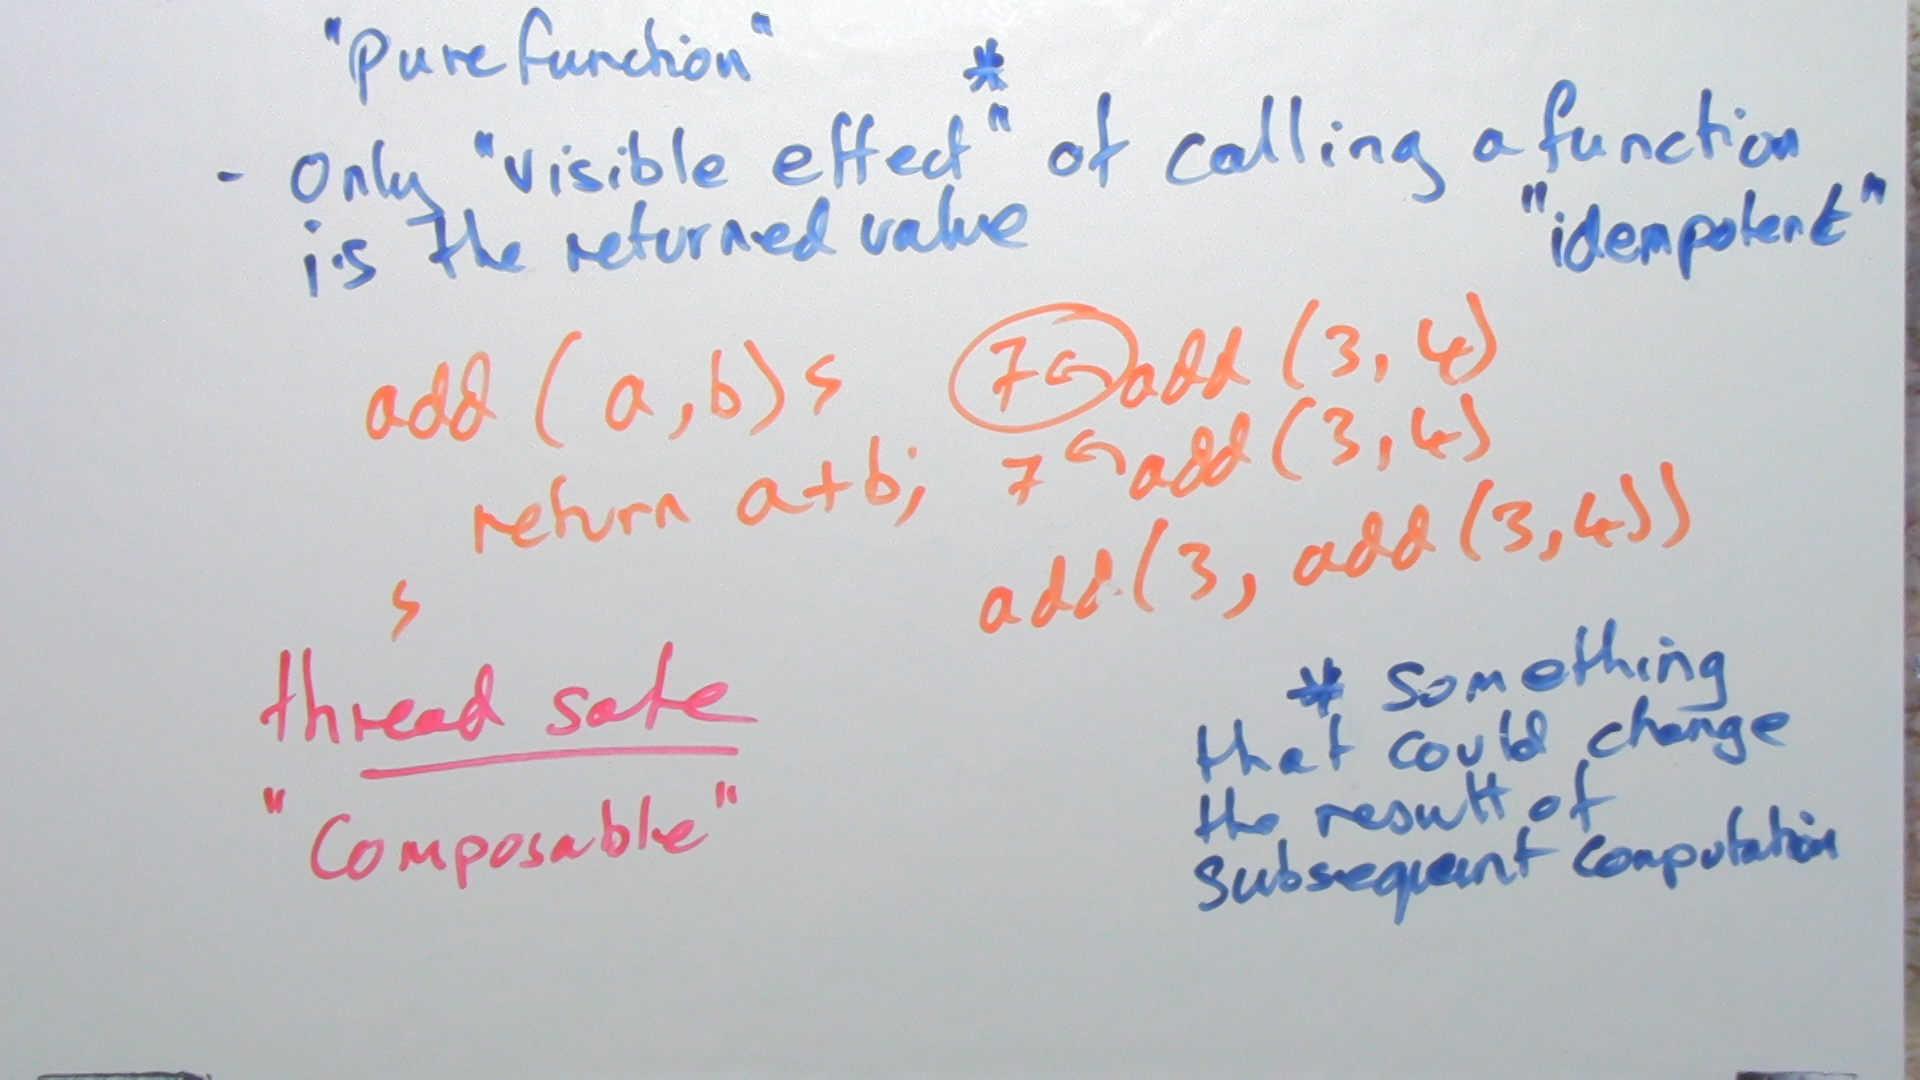 "pure function"
*
- Only "visible effect" of calling a function
is the returned value
"idempotent"
add (a,b) {
return a+b;
}
7 add (3, 4)
7 add (3,4)
add (3, add (3,4))
thread safe
"Composable"
* Something
that could change
the result of
subsequent computation